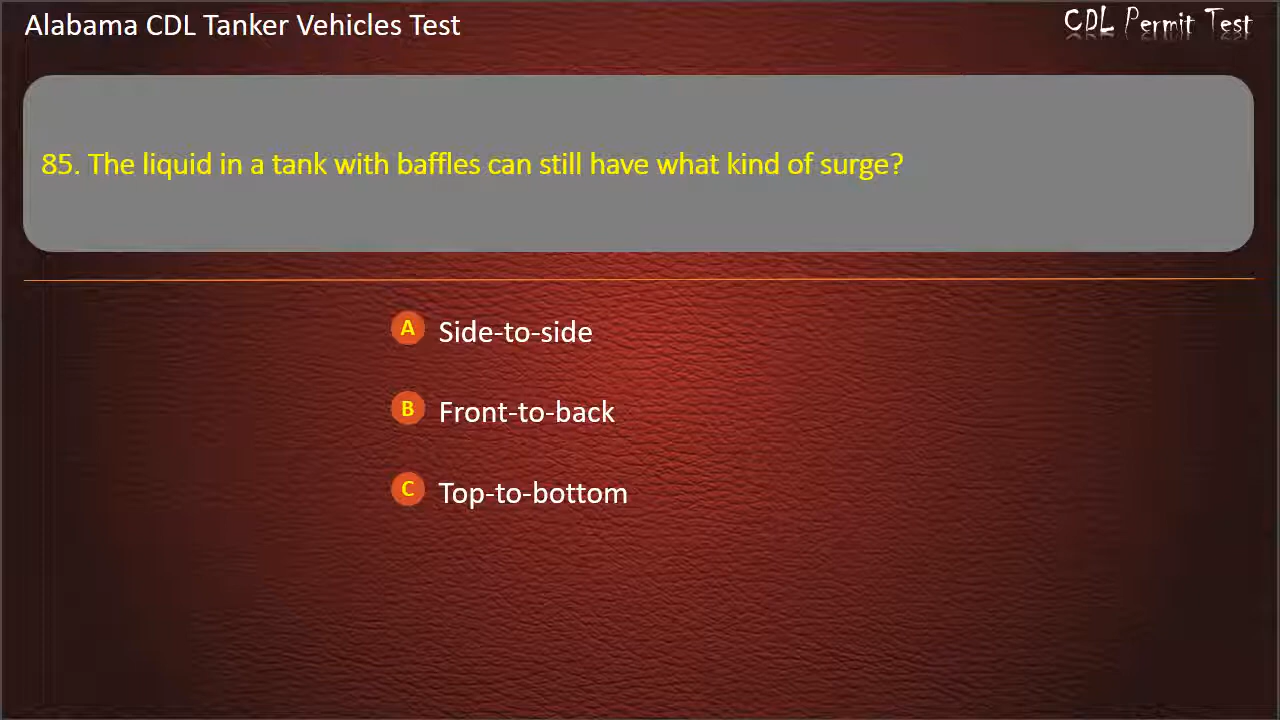 Alabama CDL Tanker Vehicles Test
CDL Permit Test
85. The liquid in a tank with baffles can still have what kind of surge?
A Side-to-side
B Front-to-back
C Top-to-bottom